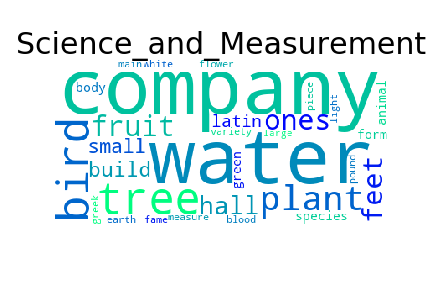 Science_and_Measurement
main white flower
company
body
piece
light
animal
latin ones
fruit
variety large form
small
water
bird
build
green
pound
feet
tree
plant
hall
greek
species
earth fame measure blood